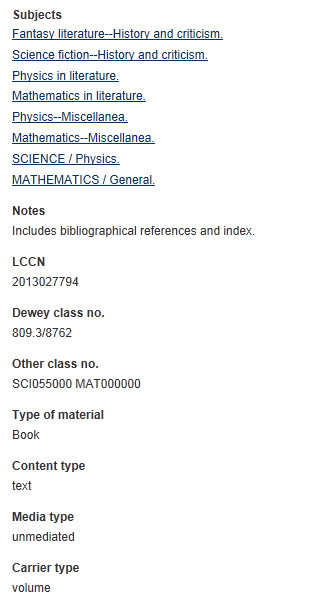 Subjects
Fantasy literature--History and criticism.
Science fiction--History and criticism.
Physics in literature.
Mathematics in literature.
Physics--Miscellanea.
Mathematics--Miscellanea.
SCIENCE / Physics.
MATHEMATICS / General.
Notes
Includes bibliographical references and index.
LCCN
2013027794
Dewey class no.
809.3/8762
Other class no.
SCI055000 MAT000000
Type of material
Book
Content type
text
Media type
unmediated
Carrier type
volume